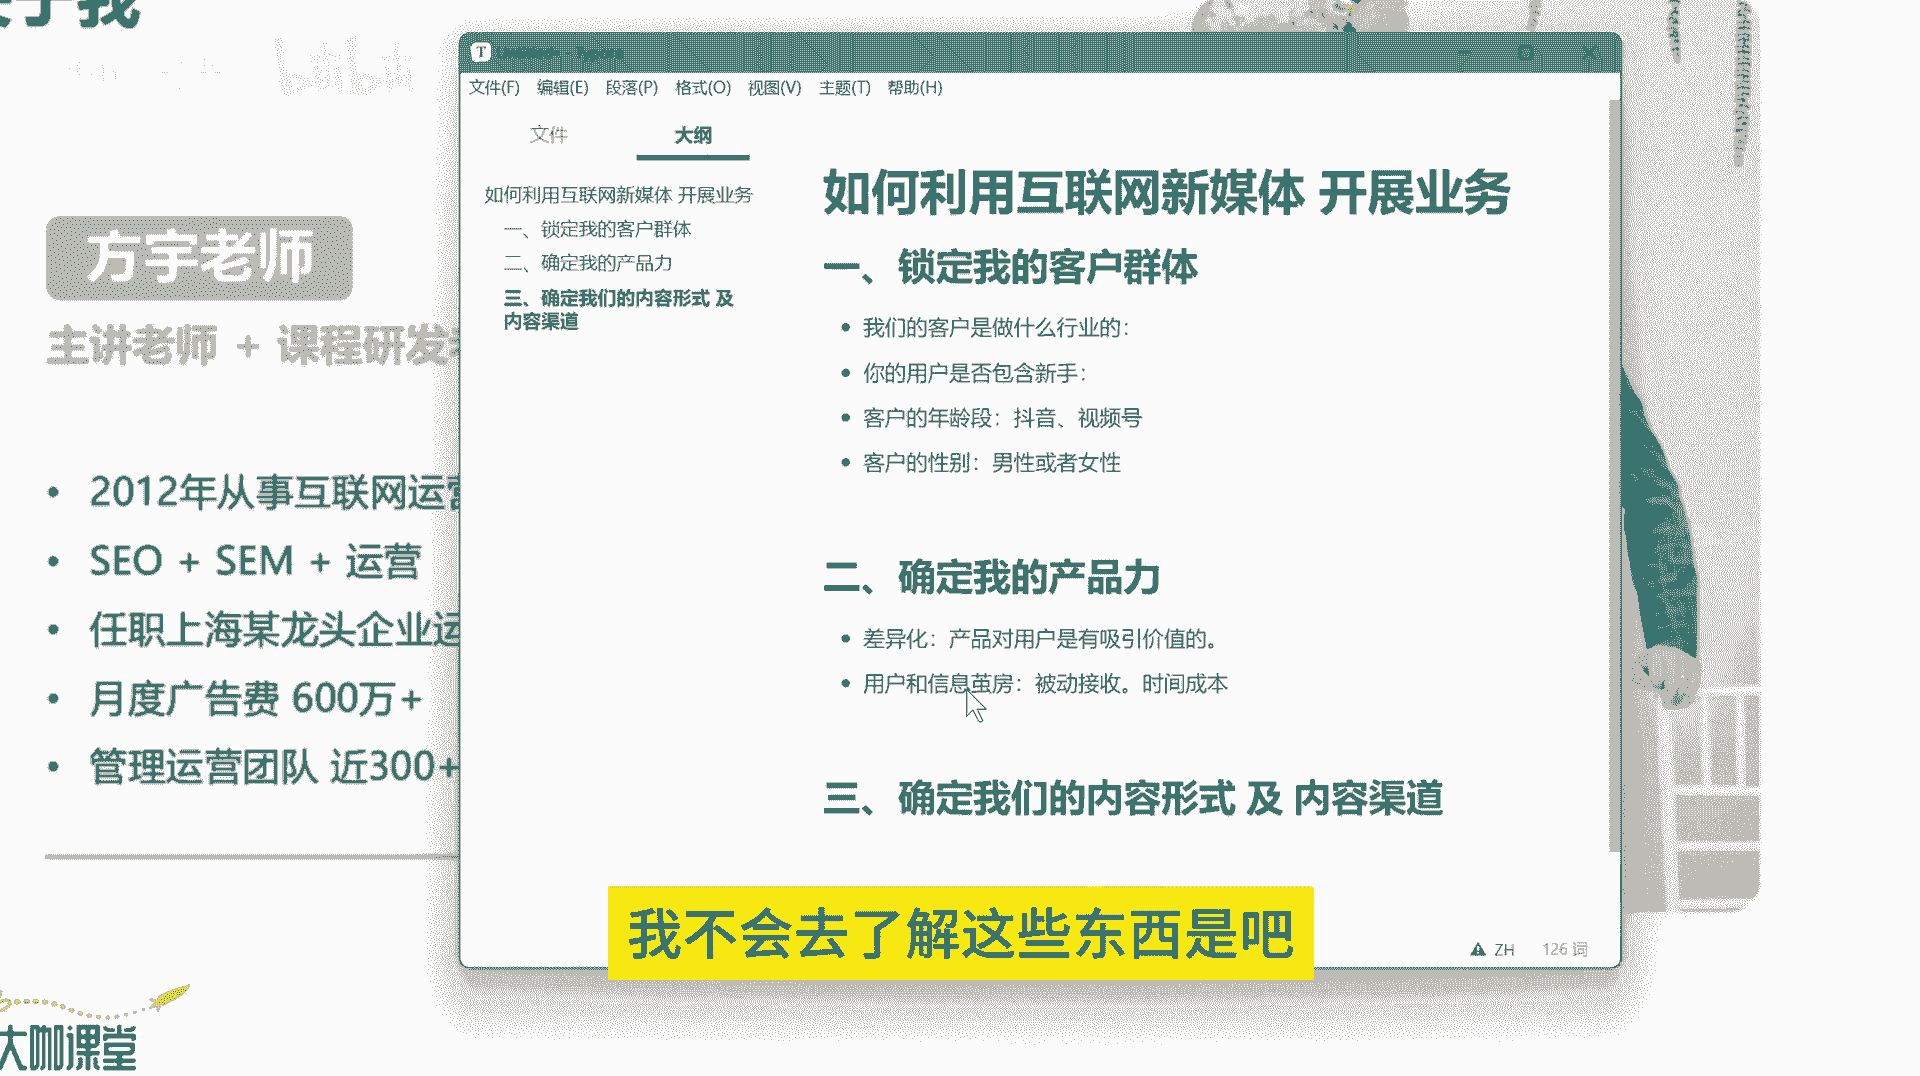 bilibili
方宇老师
主讲老师 + 课程研发
2012年从事互联网运营
SEO + SEM + 运营
任职上海某龙头企业运
月度广告费 600万+
管理运营团队 近300+
大咖课堂
文件(F) 编辑(E) 段落(P) 格式(O) 视图(V) 主题(T) 帮助(H)
文件 大纲
如何利用互联网新媒体 开展业务
一、锁定我的客户群体
二、确定我的产品力
三、确定我们的内容形式 及
内容渠道
如何利用互联网新媒体 开展业务
一、锁定我的客户群体
我们的客户是做什么行业的：
你的用户是否包含新手：
客户的年龄段：抖音、视频号
客户的性别：男性或者女性
二、确定我的产品力
差异化：产品对用户是有吸引价值的。
用户和信息茧房：被动接收。时间成本
三、确定我们的内容形式 及 内容渠道
我不会去了解这些东西是吧
ZH 126 词